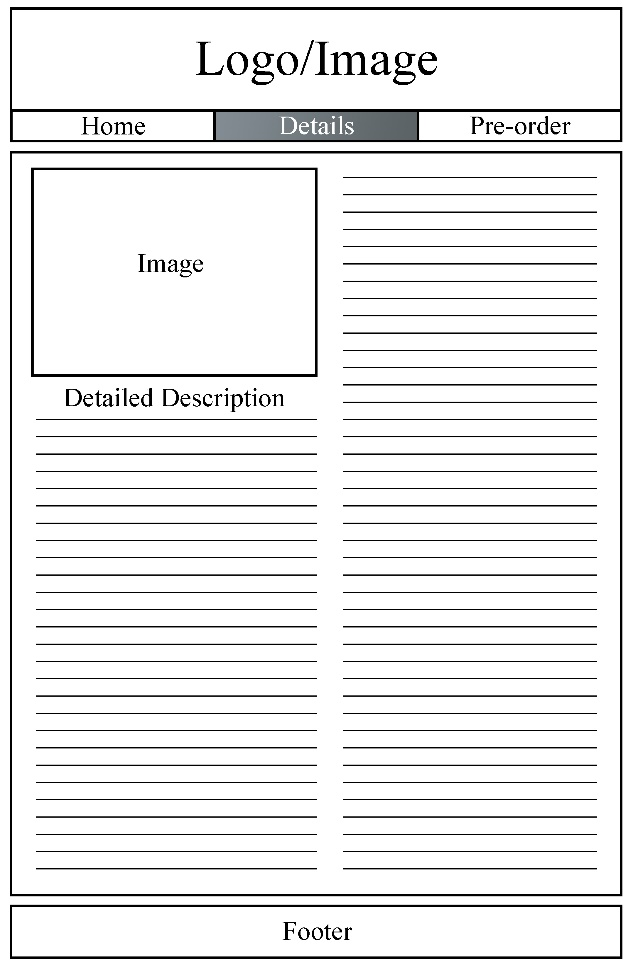 Logo/Image
Home Details Pre-order
Image
Detailed Description
Footer